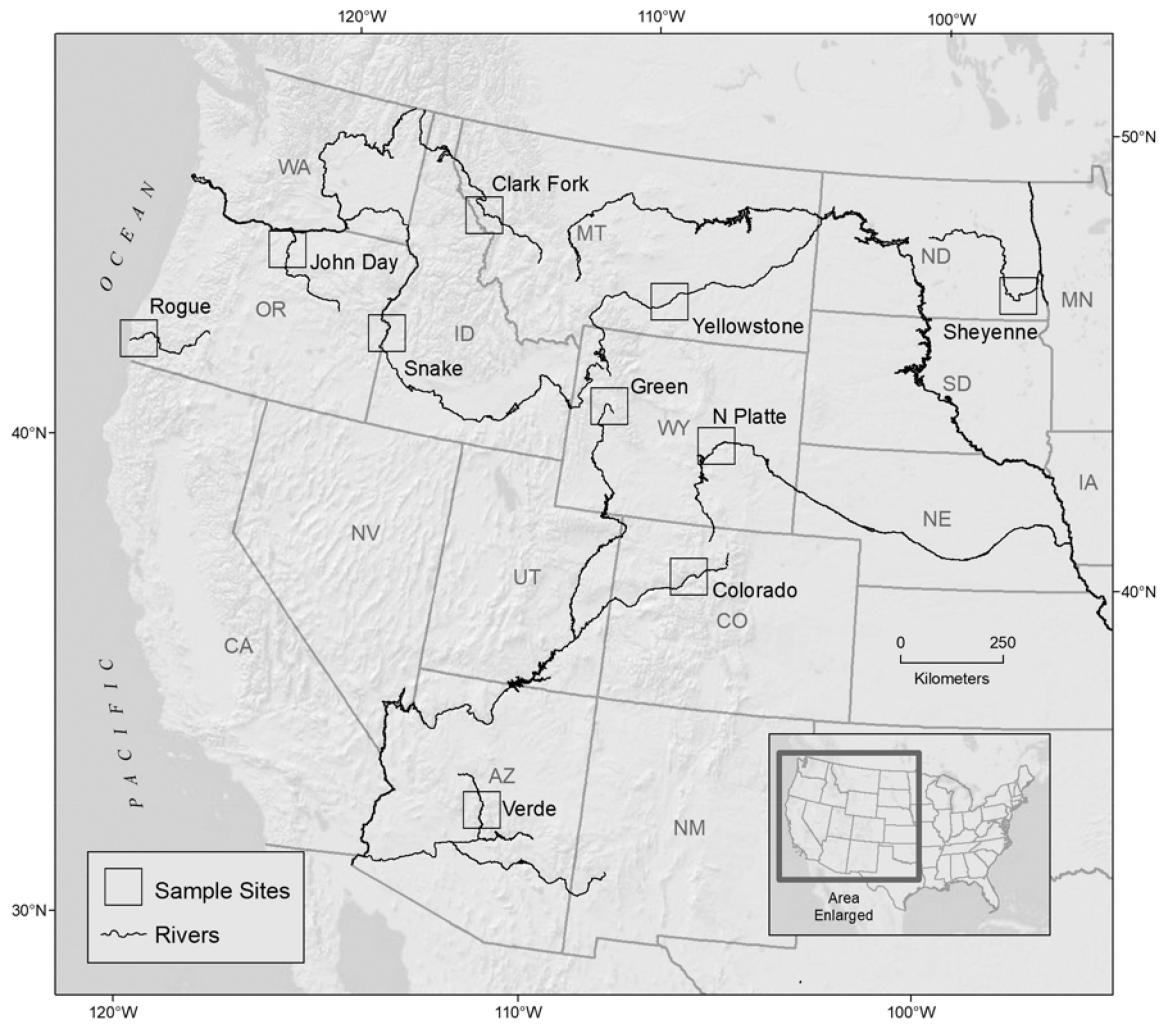 120°W
110°W
100°W
50°N
WA
Clark Fork
OCEAN
MT
ND
John Day
MN
Rogue
OR
Yellowstone
Sheyenne
ID
Snake
Green
SD
N Platte
WY
40°N
IA
NE
NV
UT
40°N
Colorado
CO
CA
0 250
Kilometers
PACIFIC
AZ
Verde
NM
Sample Sites
Rivers
Area
Enlarged
30°N
120°W
110°W
100°W